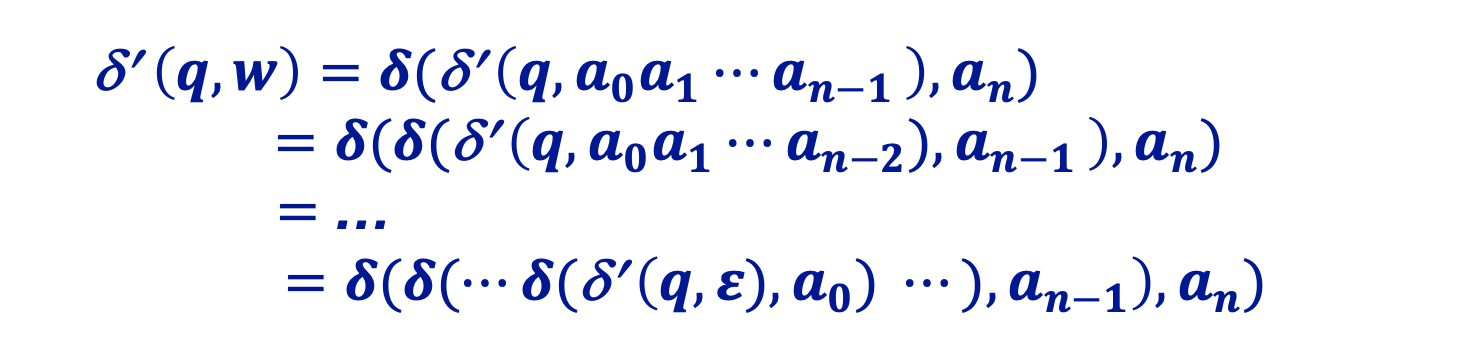 δ′(q, w) = δ(δ′(q, a₀a₁ ⋯ aₙ₋₁ ), aₙ)
= δ(δ(δ′(q, a₀a₁ ⋯ aₙ₋₂), aₙ₋₁ ), aₙ)
= …
= δ(δ(⋯ δ(δ′(q, ε), a₀) ⋯), aₙ₋₁), aₙ)